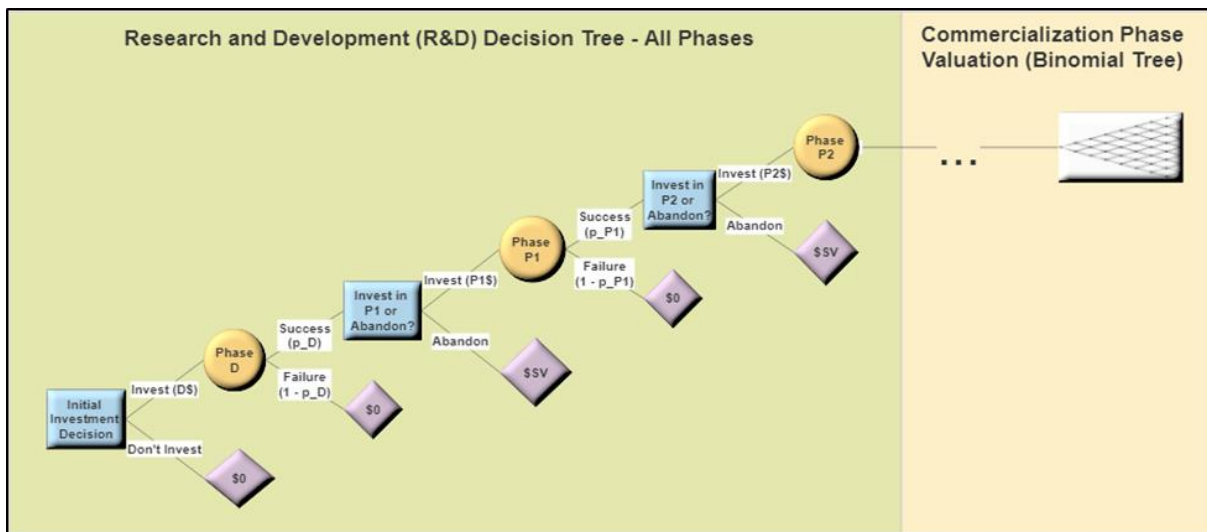 Research and Development (R&D) Decision Tree - All Phases
Commercialization Phase
Valuation (Binomial Tree)
Phase
P2
...
Invest (P2$)
Invest in
P2 or
Abandon?
Abandon
$SV
Success
(p_P1)
Phase
P1
Failure
(1 - p_P1)
$0
Invest (P1$)
Invest in
P1 or
Abandon?
Abandon
$SV
Success
(p_D)
Phase
D
Failure
(1 - p_D)
$0
Invest (D$)
Initial
Investment
Decision
Don't Invest
$0